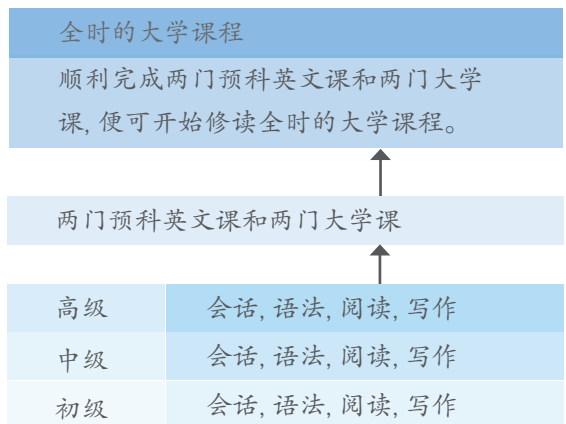 全时的大学课程
顺利完成两门预科英文课和两门大学
课, 便可开始修读全时的大学课程。
两门预科英文课和两门大学课
高级 会话, 语法, 阅读, 写作
中级 会话, 语法, 阅读, 写作
初级 会话, 语法, 阅读, 写作